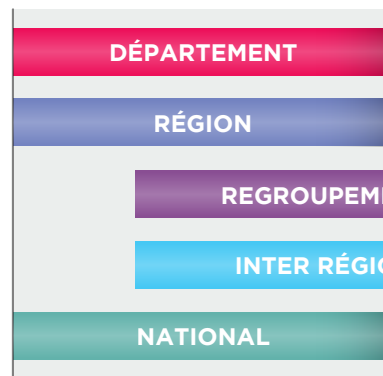 DÉPARTEMENT
RÉGION
REGROUPEM
INTER RÉGIO
NATIONAL